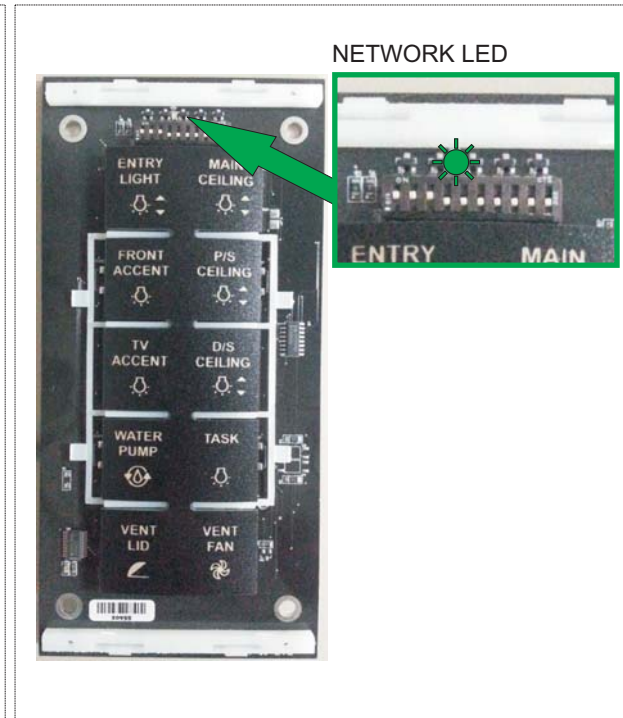 NETWORK LED
ENTRY LIGHT
MAIN CEILING
FRONT ACCENT
P/S CEILING
TV ACCENT
D/S CEILING
WATER PUMP
TASK
VENT LID
VENT FAN
ENTRY
MAIN